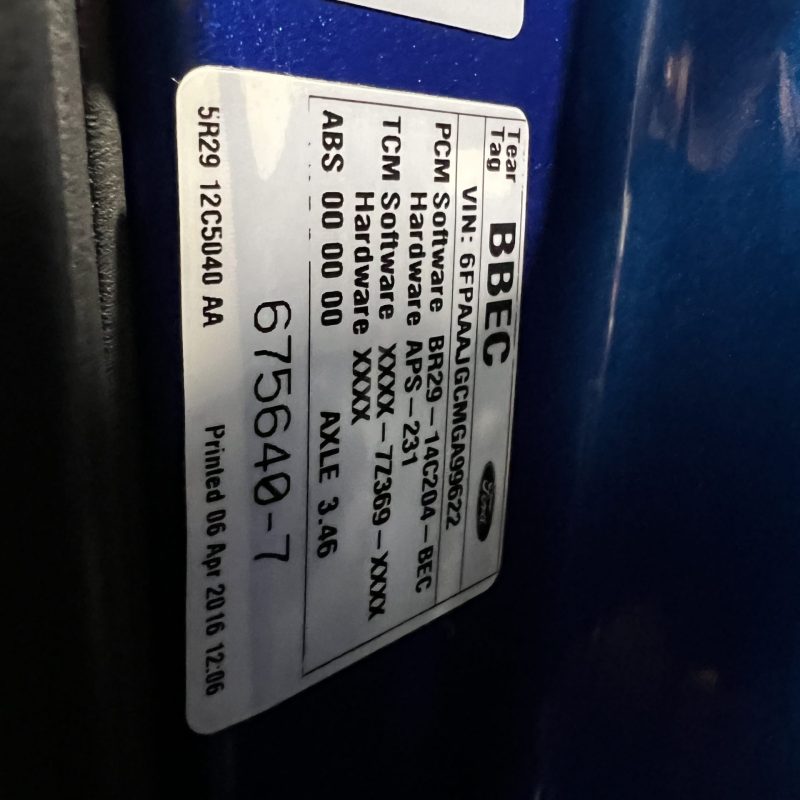 Tear
Tag
BBEC
Ford
VIN: 6FPAAAJGCMGA99622
PCM Software BR29-14C204-BEC
Hardware APS-231
TCM Software XXXX-7Z369-XXXX
Hardware XXXX
ABS 00 00 00 AXLE 3.46
675640-7
5R29 12C5040 AA Printed 06 Apr 2016 12:06